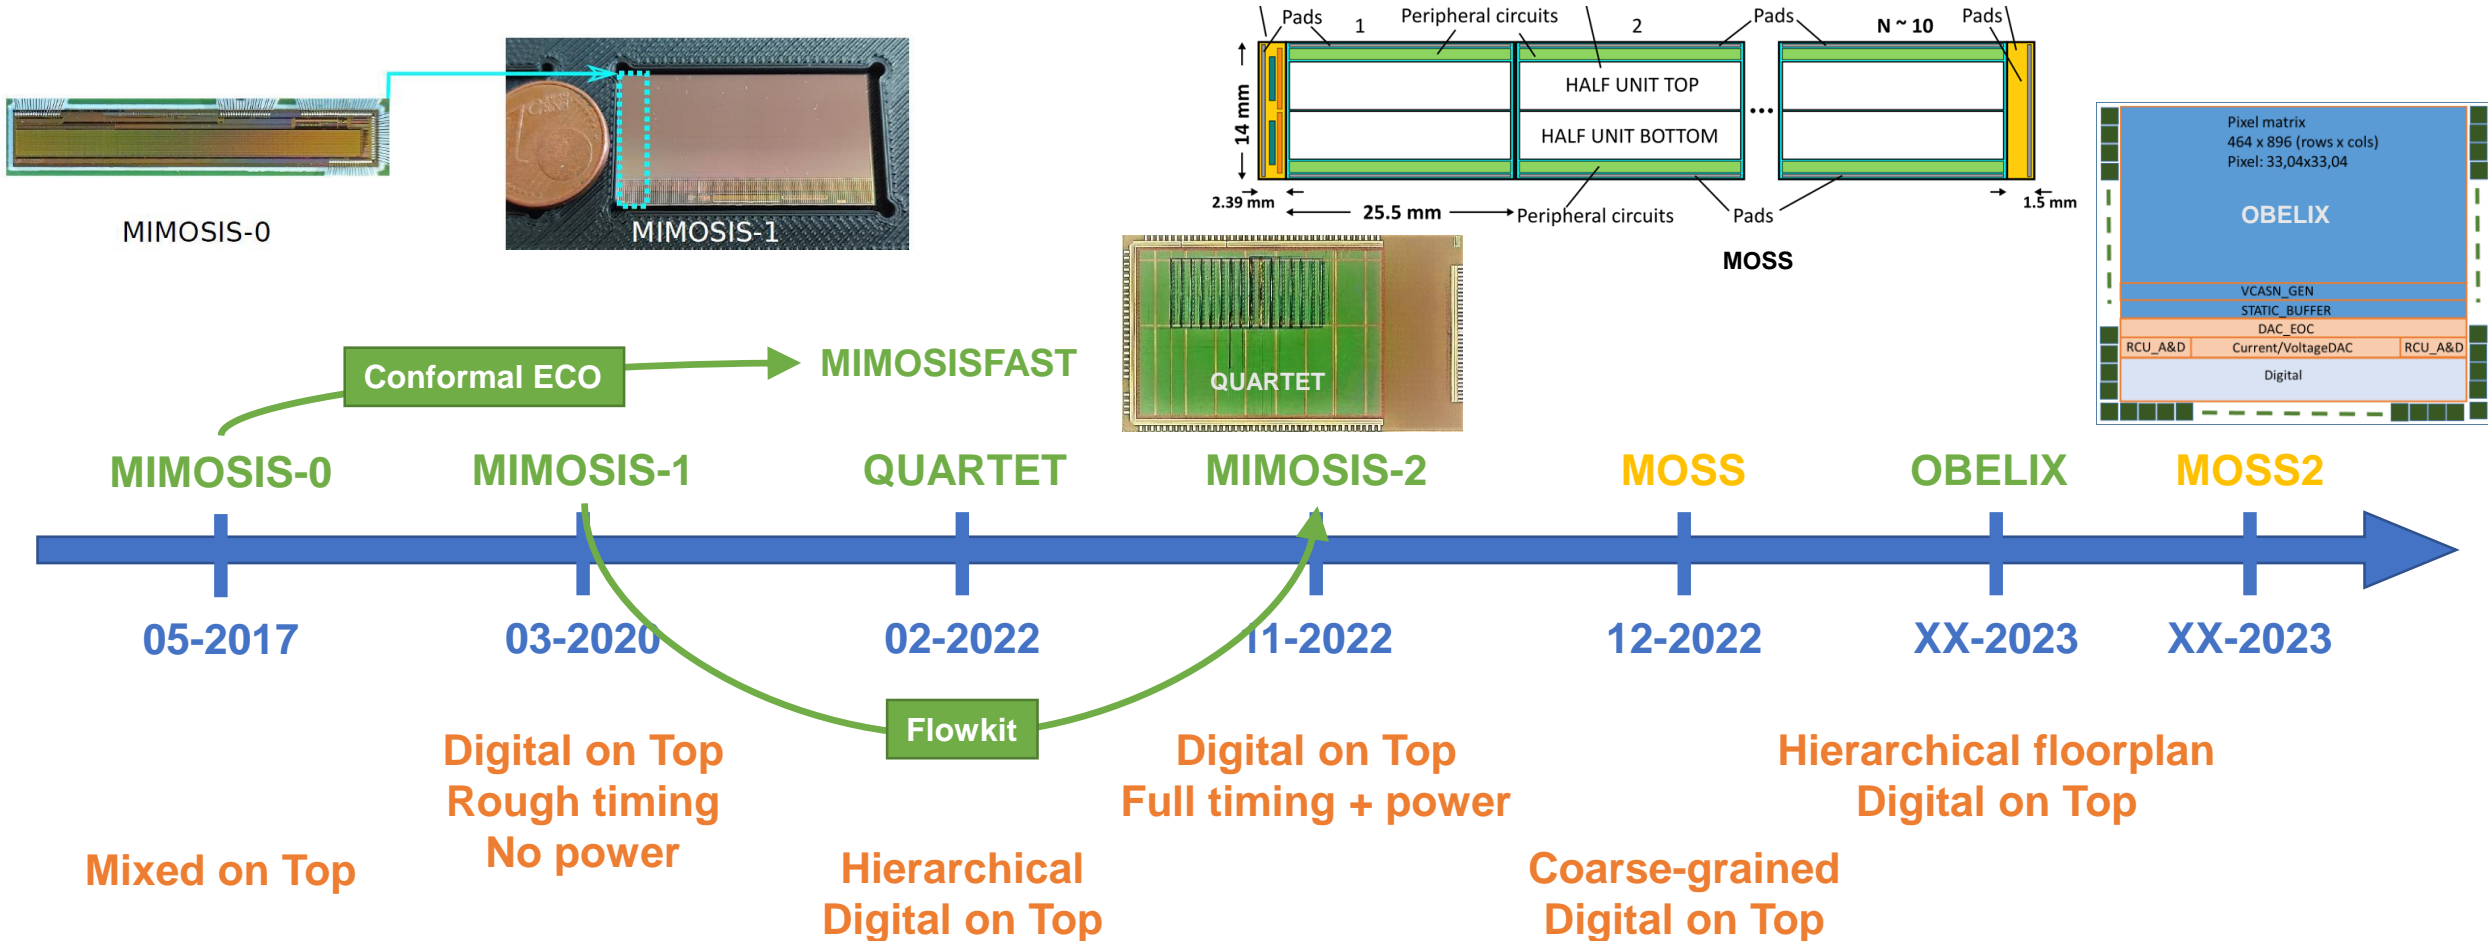 Pads
1
Peripheral circuits
2
Pads
N ~ 10
Pads
14 mm
HALF UNIT TOP
HALF UNIT BOTTOM
...
2.39 mm
25.5 mm
Peripheral circuits
Pads
1.5 mm
MOSS
MIMOSIS-0
MIMOSIS-1
QUARTET
Pixel matrix
464 x 896 (rows x cols)
Pixel: 33,04x33,04
OBELIX
VCASN_GEN
STATIC_BUFFER
DAC_EOC
RCU_A&D
Current/VoltageDAC
RCU_A&D
Digital
Conformal ECO
MIMOSISFAST
MIMOSIS-0
MIMOSIS-1
QUARTET
MIMOSIS-2
MOSS
OBELIX
MOSS2
05-2017
03-2020
02-2022
11-2022
12-2022
XX-2023
XX-2023
Flowkit
Mixed on Top
Digital on Top
Rough timing
No power
Hierarchical
Digital on Top
Digital on Top
Full timing + power
Coarse-grained
Digital on Top
Hierarchical floorplan
Digital on Top